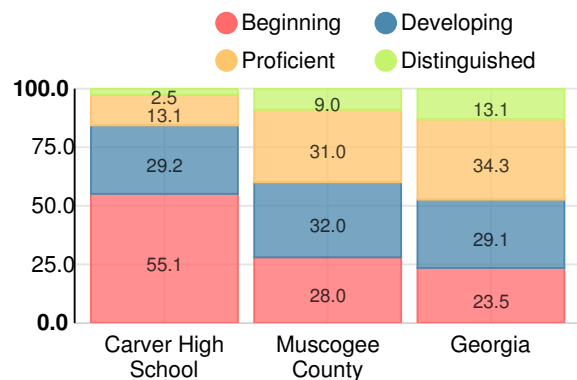 Beginning
Developing
Proficient
Distinguished
100.0
75.0
50.0
25.0
0.0
2.5
13.1
29.2
55.1
9.0
31.0
32.0
28.0
13.1
34.3
29.1
23.5
Carver High
School
Muscogee
County
Georgia